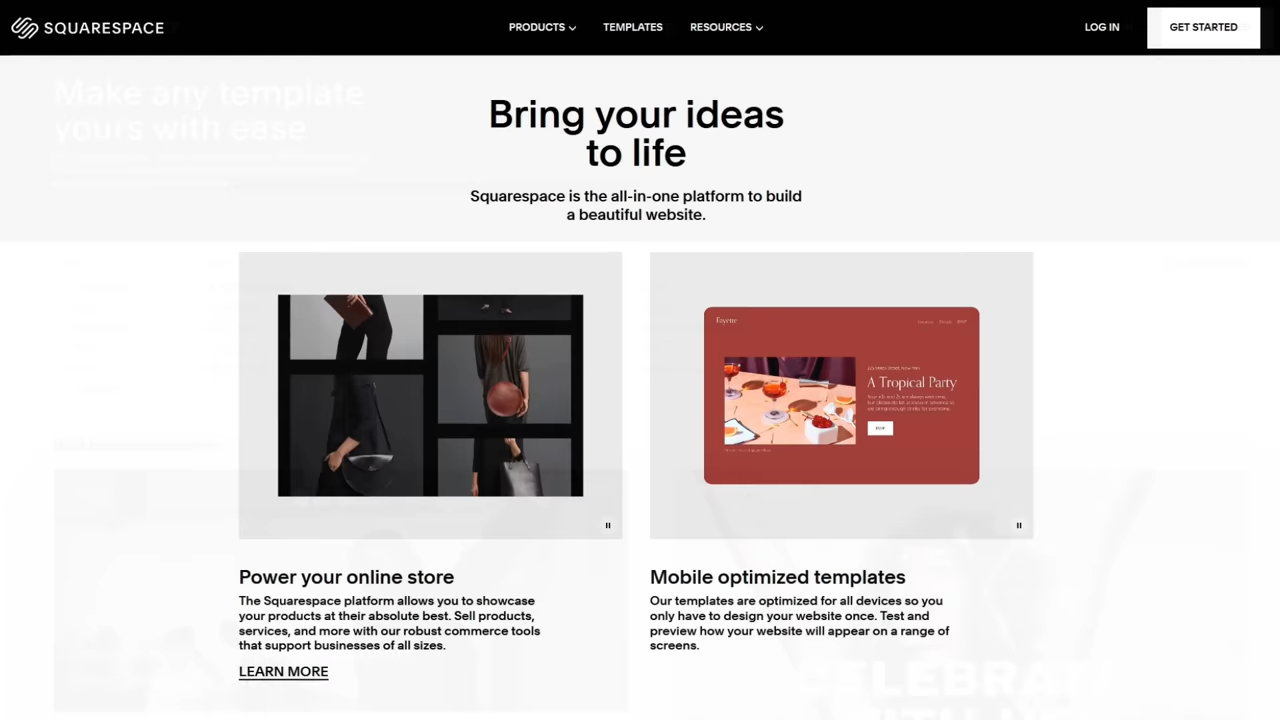 SQUARESPACE
PRODUCTS
TEMPLATES
RESOURCES
LOG IN
GET STARTED
Make any template
yours with ease
Bring your ideas
to life
Squarespace is the all-in-one platform to build
a beautiful website.
Fayette
A Tropical Party
Power your online store
The Squarespace platform allows you to showcase
your products at their absolute best. Sell products,
services, and more with our robust commerce tools
that support businesses of all sizes.
LEARN MORE
Mobile optimized templates
Our templates are optimized for all devices so you
only have to design your website once. Test and
preview how your website will appear on a range of
screens.